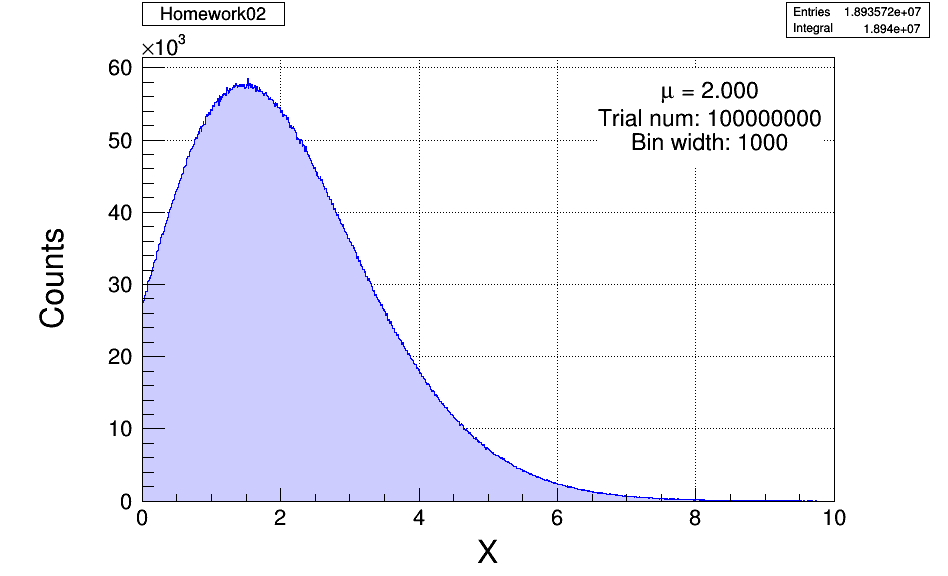 Homework02
Entries 1.893572e+07
Integral 1.894e+07
×10³
μ = 2.000
Trial num: 100000000
Bin width: 1000
60
50
40
30
20
10
0
Counts
0 2 4 6 8 10
X